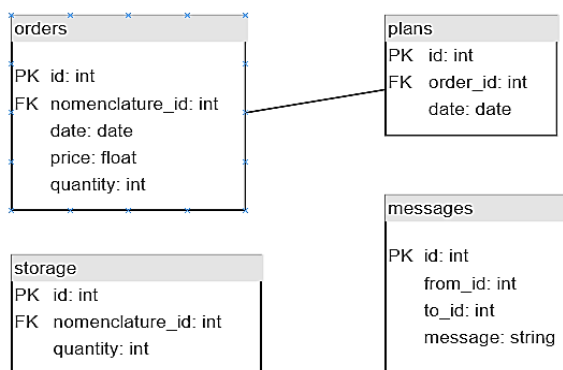 orders
PK id: int
FK nomenclature_id: int
date: date
price: float
quantity: int
plans
PK id: int
FK order_id: int
date: date
storage
PK id: int
FK nomenclature_id: int
quantity: int
messages
PK id: int
from_id: int
to_id: int
message: string